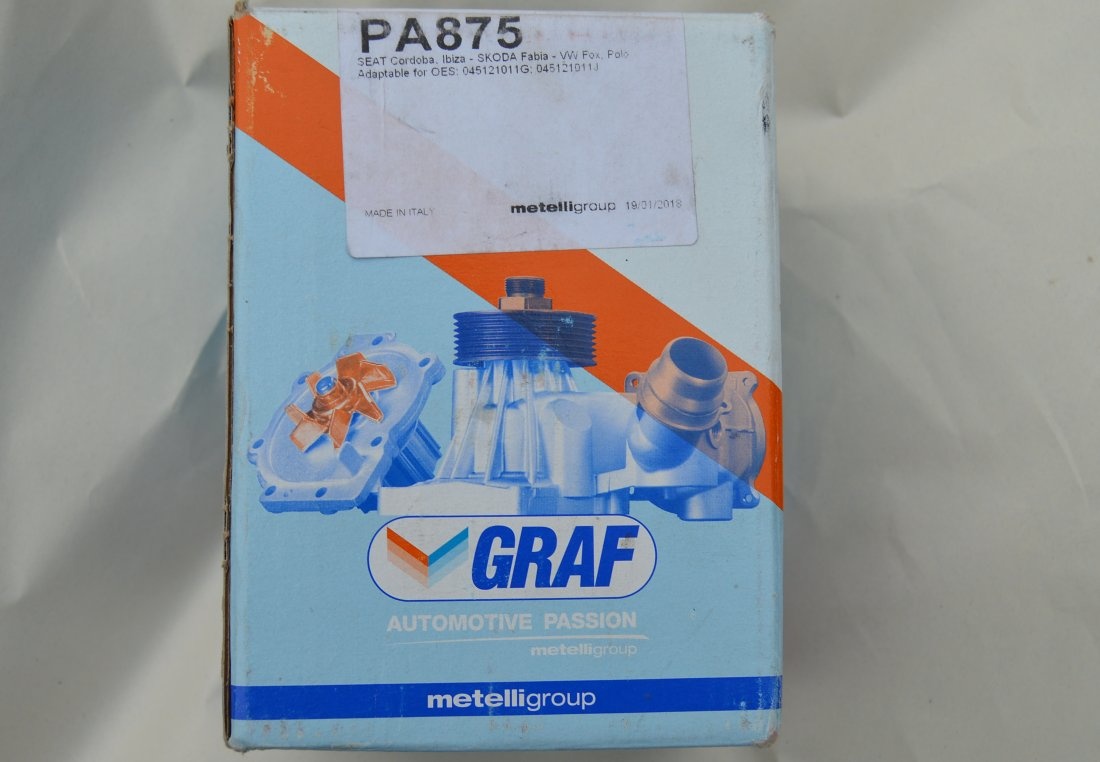 PA875
SEAT Cordoba, Ibiza - SKODA Fabia - VW Fox, Polo
Adaptable for OES: 045121011G; 045121011J
MADE IN ITALY metelligroup 19/01/2018
GRAF
AUTOMOTIVE PASSION
metelligroup
metelligroup